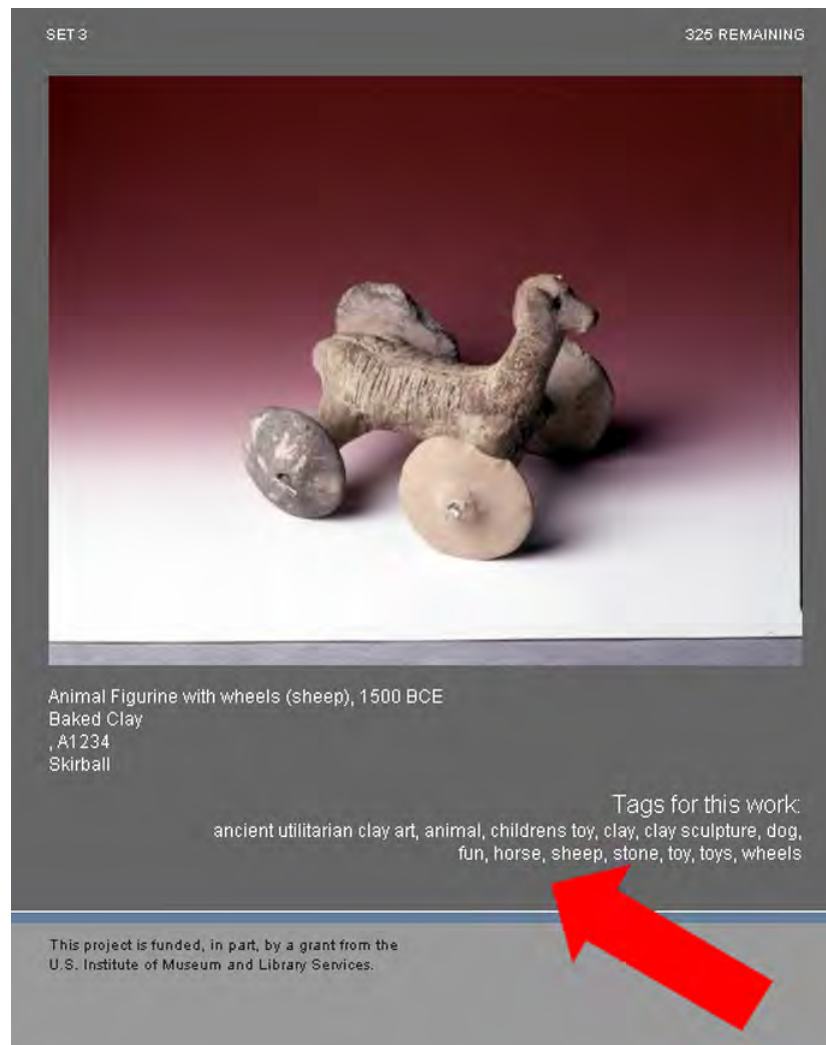 SET 3
325 REMAINING
Animal Figurine with wheels (sheep), 1500 BCE
Baked Clay
, A1234
Skirball
Tags for this work:
ancient utilitarian clay art, animal, childrens toy, clay, clay sculpture, dog,
fun, horse, sheep, stone, toy, toys, wheels
This project is funded, in part, by a grant from the
U.S. Institute of Museum and Library Services.